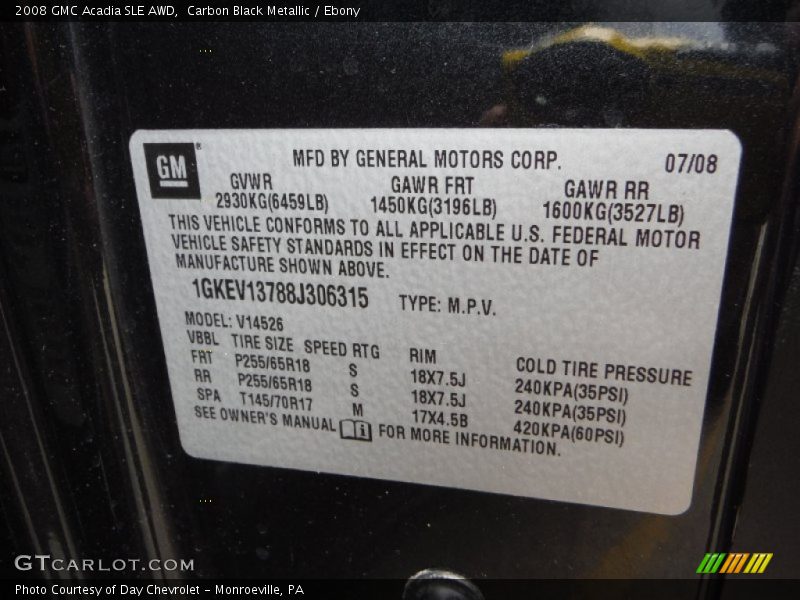 2008 GMC Acadia SLE AWD,  Carbon Black Metallic / Ebony
GM
MFD BY GENERAL MOTORS CORP. 07/08
GVWR GAWR FRT GAWR RR
2930KG(6459LB) 1450KG(3196LB) 1600KG(3527LB)
THIS VEHICLE CONFORMS TO ALL APPLICABLE U.S. FEDERAL MOTOR
VEHICLE SAFETY STANDARDS IN EFFECT ON THE DATE OF
MANUFACTURE SHOWN ABOVE.
1GKEV13788J306315 TYPE: M.P.V.
MODEL: V14526
VBBL TIRE SIZE SPEED RTG RIM COLD TIRE PRESSURE
FRT P255/65R18 S 18X7.5J 240KPA(35PSI)
RR P255/65R18 S 18X7.5J 240KPA(35PSI)
SPA T145/70R17 M 17X4.5B 420KPA(60PSI)
SEE OWNER'S MANUAL i FOR MORE INFORMATION.
GTCARLOT.COM
Photo Courtesy of Day Chevrolet - Monroeville, PA